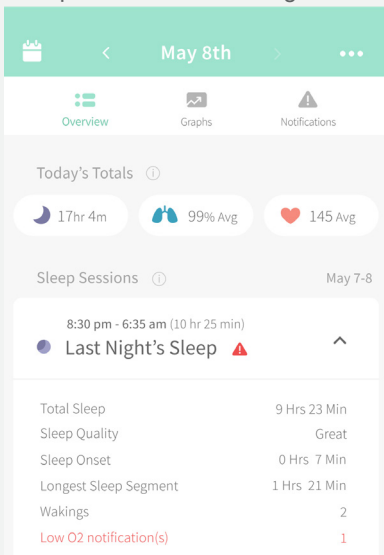 May 8th
Overview Graphs Notifications
Today's Totals
17hr 4m 99% Avg 145 Avg
Sleep Sessions May 7-8
8:30 pm - 6:35 am (10 hr 25 min)
Last Night's Sleep
Total Sleep 9 Hrs 23 Min
Sleep Quality Great
Sleep Onset 0 Hrs 7 Min
Longest Sleep Segment 1 Hrs 21 Min
Wakings 2
Low O2 notification(s) 1